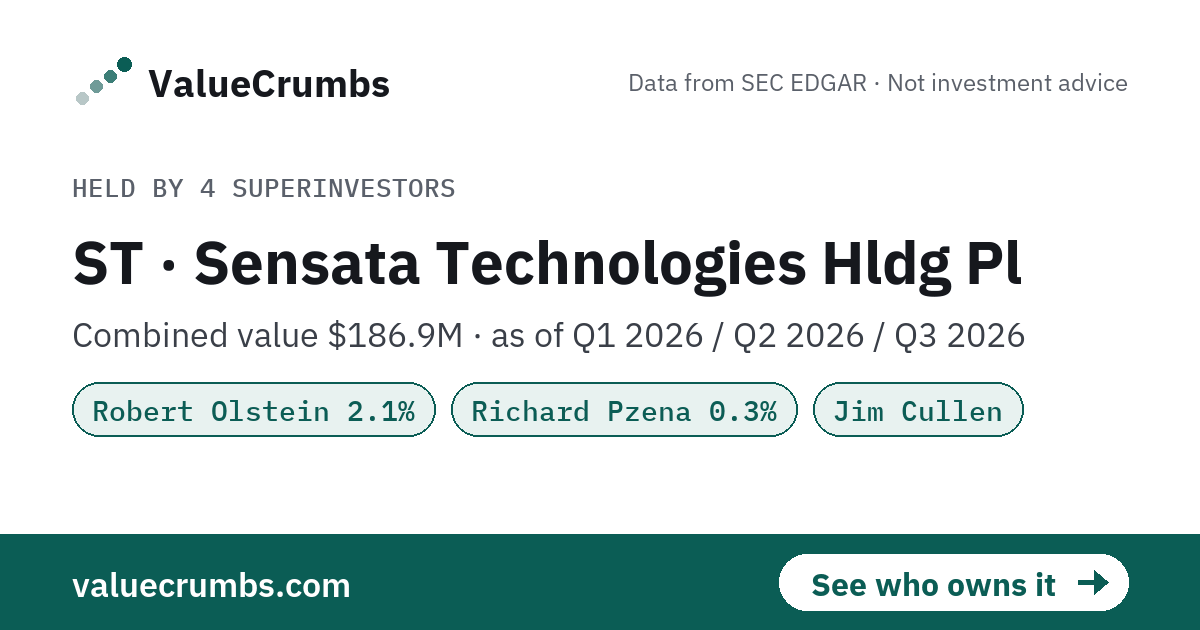 ValueCrumbs
Data from SEC EDGAR · Not investment advice
HELD BY 4 SUPERINVESTORS
ST · Sensata Technologies Hldg Pl
Combined value $186.9M · as of Q1 2026 / Q2 2026 / Q3 2026
Robert Olstein 2.1% Richard Pzena 0.3% Jim Cullen
valuecrumbs.com
See who owns it →